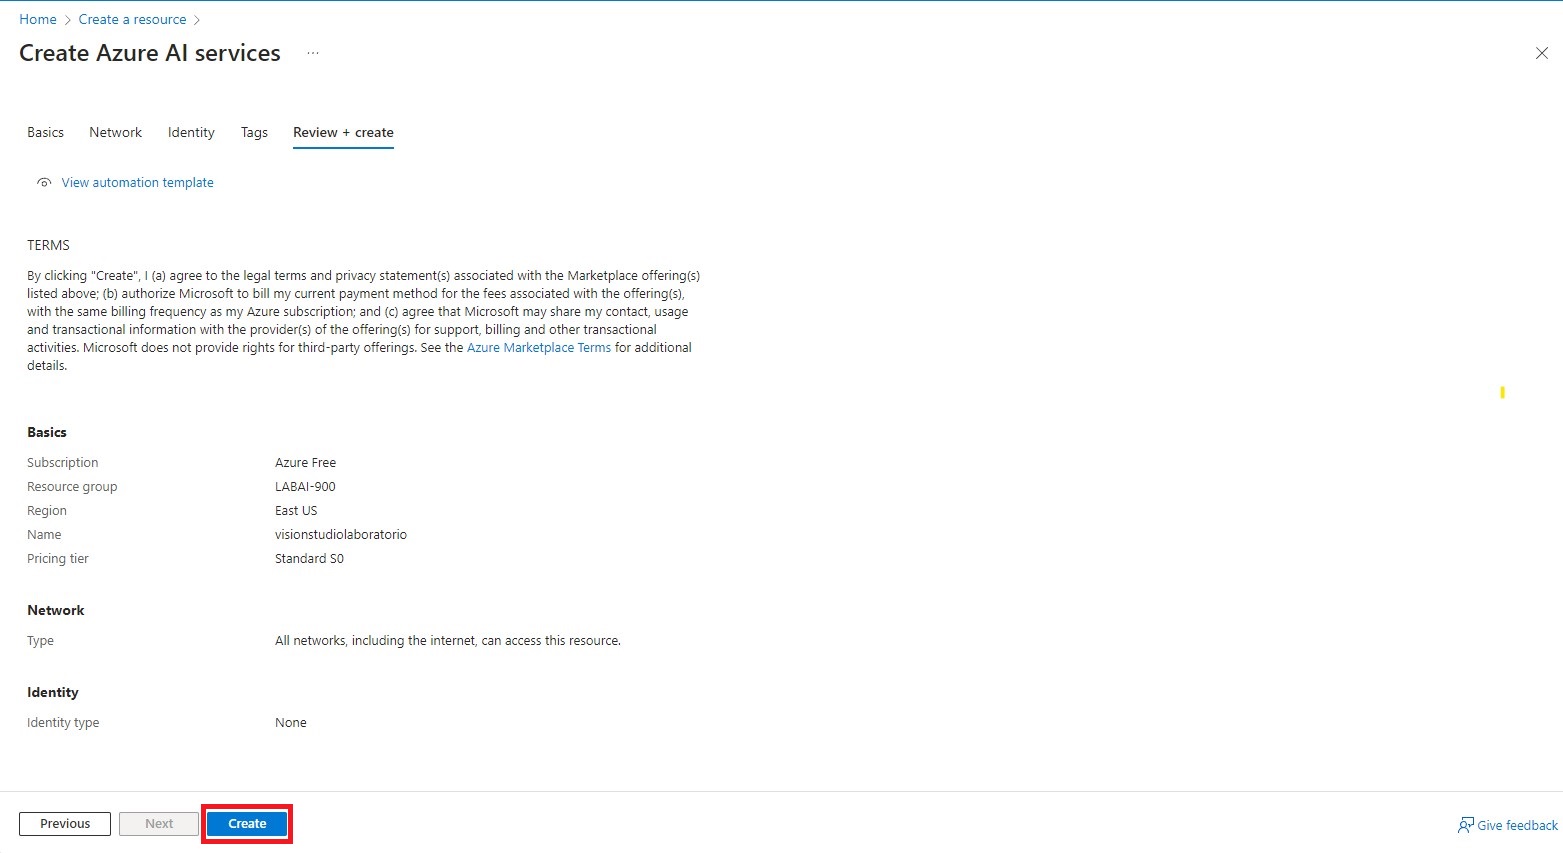 Home > Create a resource >
Create Azure AI services ...
Basics Network Identity Tags Review + create
View automation template
TERMS
By clicking "Create", I (a) agree to the legal terms and privacy statement(s) associated with the Marketplace offering(s)
listed above; (b) authorize Microsoft to bill my current payment method for the fees associated with the offering(s),
with the same billing frequency as my Azure subscription; and (c) agree that Microsoft may share my contact, usage
and transactional information with the provider(s) of the offering(s) for support, billing and other transactional
activities. Microsoft does not provide rights for third-party offerings. See the Azure Marketplace Terms for additional
details.
Basics
Subscription Azure Free
Resource group LABAI-900
Region East US
Name visionstudiolaboratorio
Pricing tier Standard S0
Network
Type All networks, including the internet, can access this resource.
Identity
Identity type None
Previous Next Create Give feedback